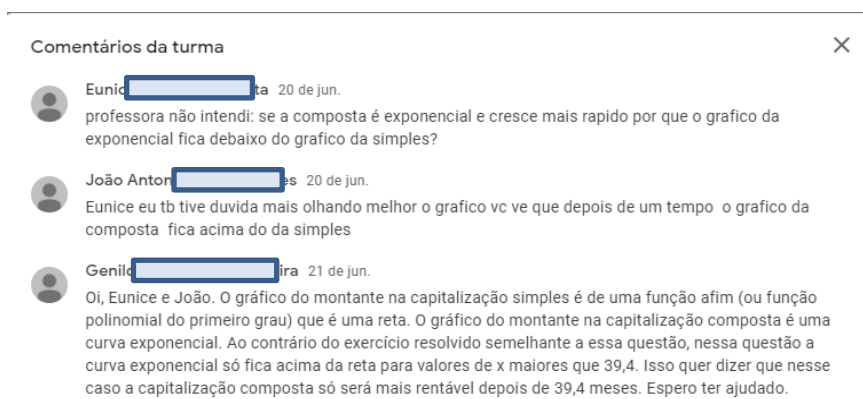 Comentários da turma
Eunic ta 20 de jun.
professora não intendi: se a composta é exponencial e cresce mais rapido por que o grafico da
exponencial fica debaixo do grafico da simples?
João Anton es 20 de jun.
Eunice eu tb tive duvida mais olhando melhor o grafico vc ve que depois de um tempo o grafico da
composta fica acima do da simples
Genilo ira 21 de jun.
Oi, Eunice e João. O gráfico do montante na capitalização simples é de uma função afim (ou função
polinomial do primeiro grau) que é uma reta. O gráfico do montante na capitalização composta é uma
curva exponencial. Ao contrário do exercício resolvido semelhante a essa questão, nessa questão a
curva exponencial só fica acima da reta para valores de x maiores que 39,4. Isso quer dizer que nesse
caso a capitalização composta só será mais rentável depois de 39,4 meses. Espero ter ajudado.